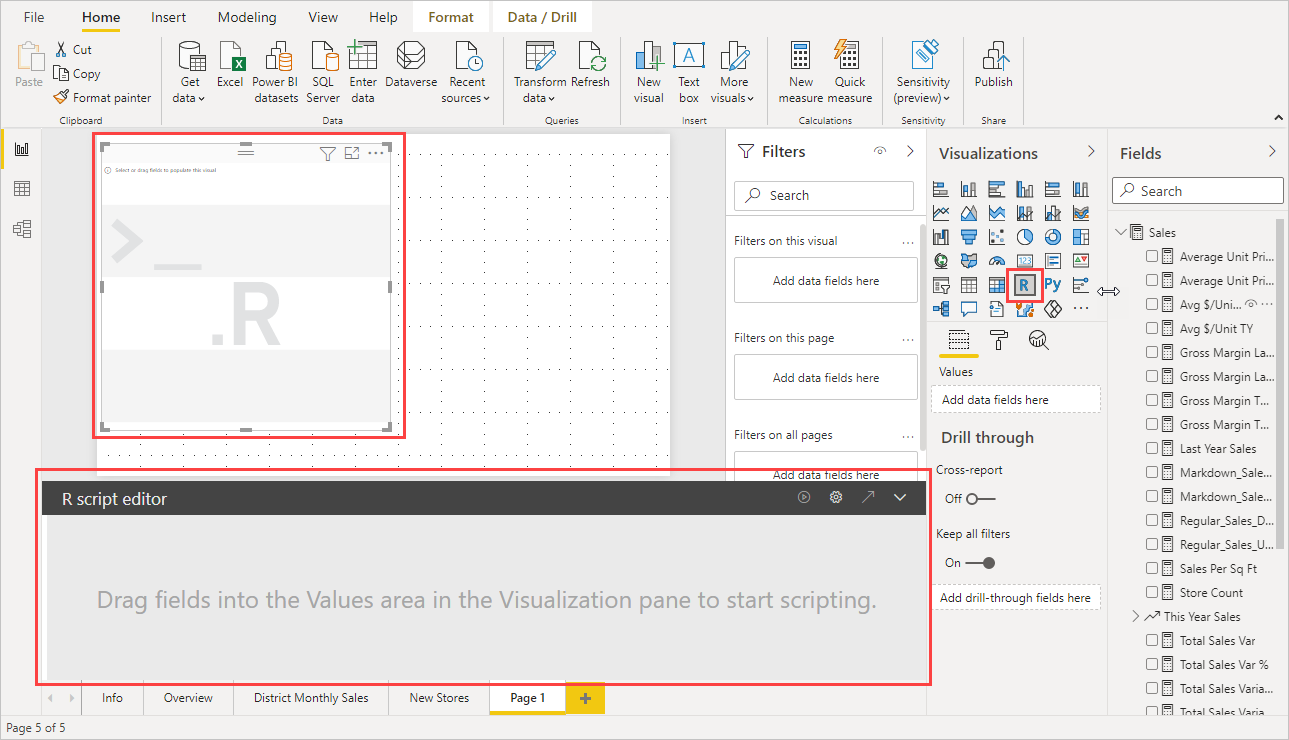 File Home Insert Modeling View Help Format Data / Drill
Paste
Cut
Copy
Format painter
Clipboard
Get data
Excel
Power BI datasets
SQL Server
Enter data
Dataverse
Recent sources
Data
Transform data
Refresh
Queries
New visual
Text box
More visuals
Insert
New measure
Quick measure
Calculations
Sensitivity (preview)
Sensitivity
Publish
Share
Select or drag fields to populate this visual
.R
R script editor
Drag fields into the Values area in the Visualization pane to start scripting.
Filters
Search
Filters on this visual
Add data fields here
Filters on this page
Add data fields here
Filters on all pages
Add data fields here
Visualizations
123
R
Py
Values
Add data fields here
Drill through
Cross-report
Off
Keep all filters
On
Add drill-through fields here
Fields
Search
Sales
Average Unit Pri...
Average Unit Pri...
Avg $/Uni...
Avg $/Unit TY
Gross Margin La...
Gross Margin La...
Gross Margin T...
Gross Margin T...
Last Year Sales
Markdown_Sale...
Markdown_Sale...
Regular_Sales_D...
Regular_Sales_U...
Sales Per Sq Ft
Store Count
This Year Sales
Total Sales Var
Total Sales Var %
Total Sales Varia...
Total Sales Varia...
Info Overview District Monthly Sales New Stores Page 1 +
Page 5 of 5